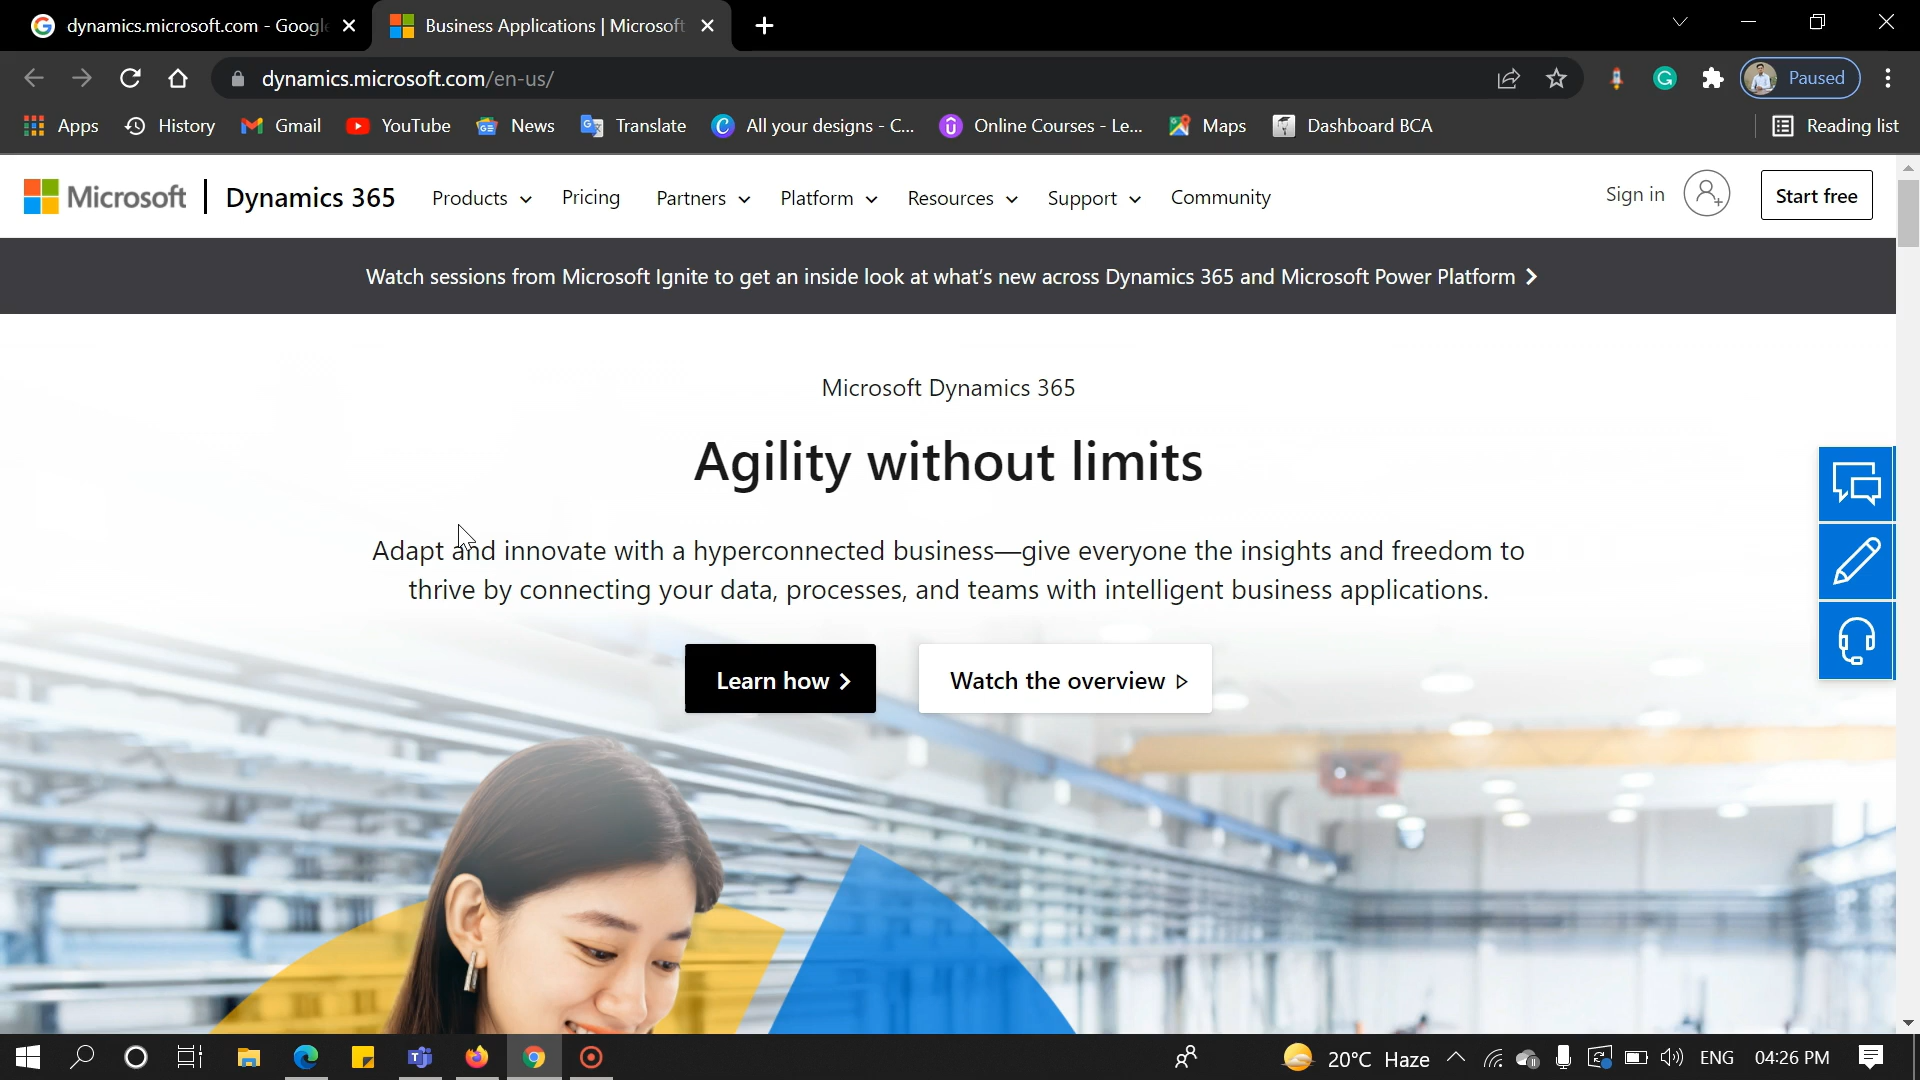 dynamics.microsoft.com - Googl
Business Applications | Microsoft
dynamics.microsoft.com/en-us/
Paused
Apps
History
Gmail
YouTube
News
Translate
All your designs - C...
Online Courses - Le...
Maps
Dashboard BCA
Reading list
Microsoft
Dynamics 365
Products
Pricing
Partners
Platform
Resources
Support
Community
Sign in
Start free
Watch sessions from Microsoft Ignite to get an inside look at what's new across Dynamics 365 and Microsoft Power Platform
Microsoft Dynamics 365
Agility without limits
Adapt and innovate with a hyperconnected business—give everyone the insights and freedom to
thrive by connecting your data, processes, and teams with intelligent business applications.
Learn how
Watch the overview
20°C Haze
ENG
04:26 PM